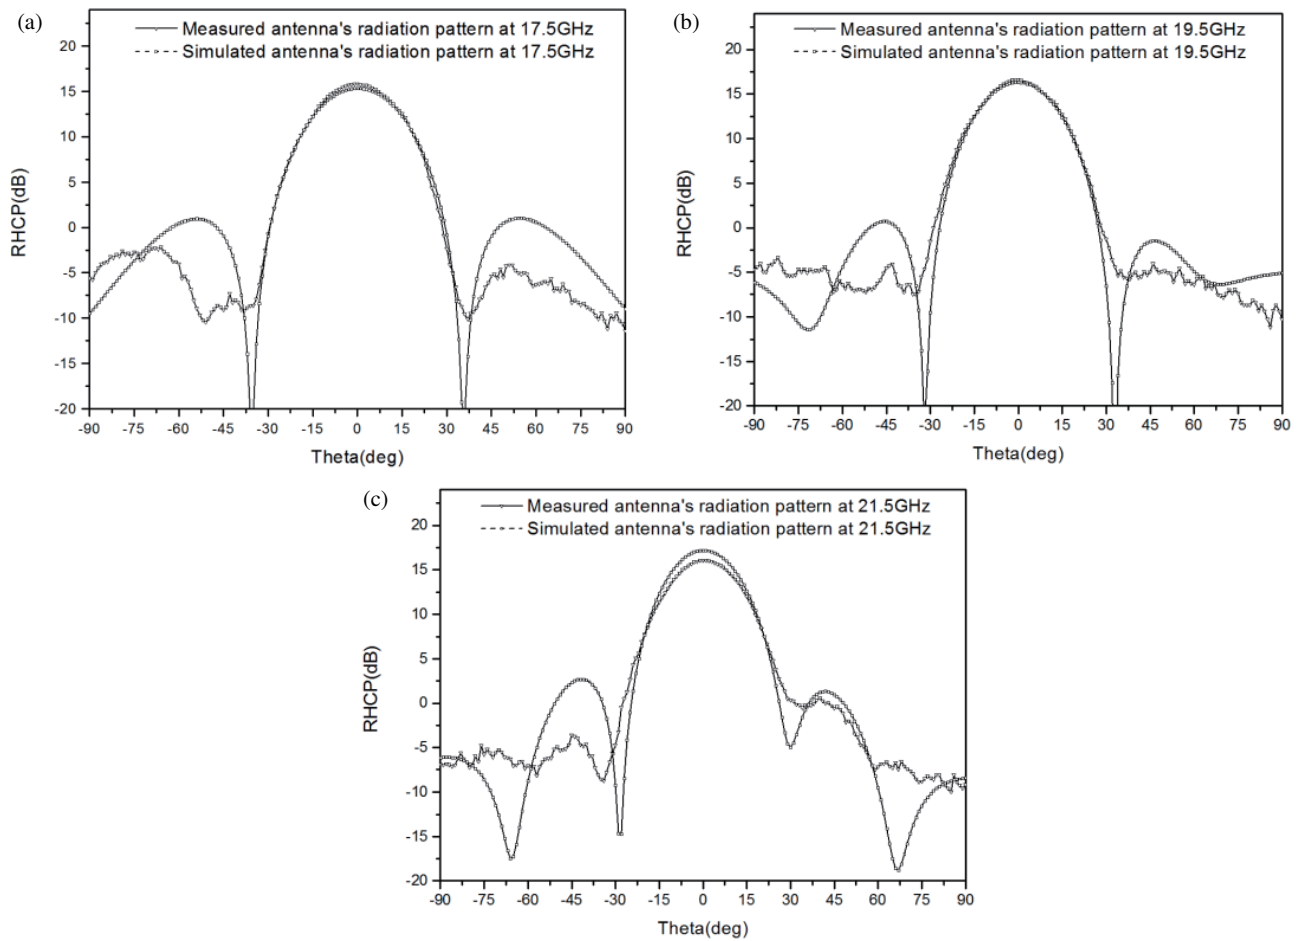 (a)
Measured antenna's radiation pattern at 17.5GHz
Simulated antenna's radiation pattern at 17.5GHz
20
15
10
5
0
-5
-10
-15
-20
RHCP(dB)
-90 -75 -60 -45 -30 -15 0 15 30 45 60 75 90
Theta(deg)
(b)
Measured antenna's radiation pattern at 19.5GHz
Simulated antenna's radiation pattern at 19.5GHz
20
15
10
5
0
-5
-10
-15
-20
RHCP(dB)
-90 -75 -60 -45 -30 -15 0 15 30 45 60 75 90
Theta(deg)
(c)
Measured antenna's radiation pattern at 21.5GHz
Simulated antenna's radiation pattern at 21.5GHz
20
15
10
5
0
-5
-10
-15
-20
RHCP(dB)
-90 -75 -60 -45 -30 -15 0 15 30 45 60 75 90
Theta(deg)